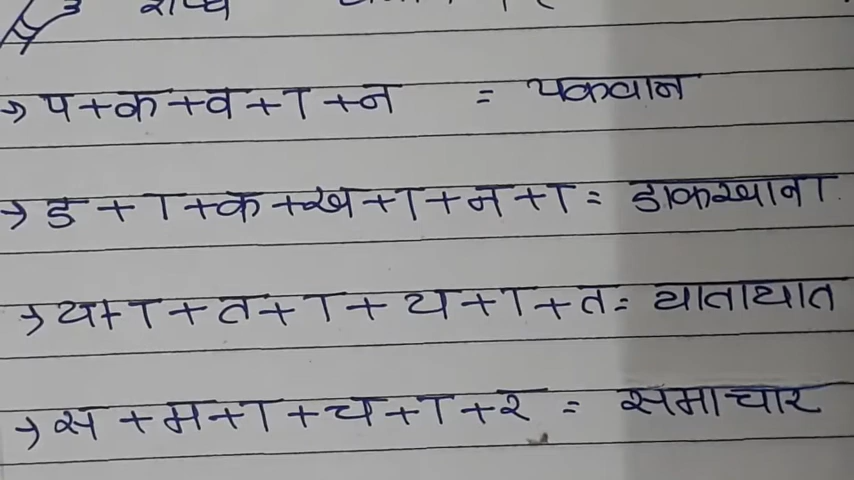 → प+क+व+ा+न = पकवान
→ ड+ा+क+ख+ा+न+ा= डाकखाना
→ य+ा+त+ा+य+ा+त= यातायात
→ स+म+ा+च+ा+र = समाचार